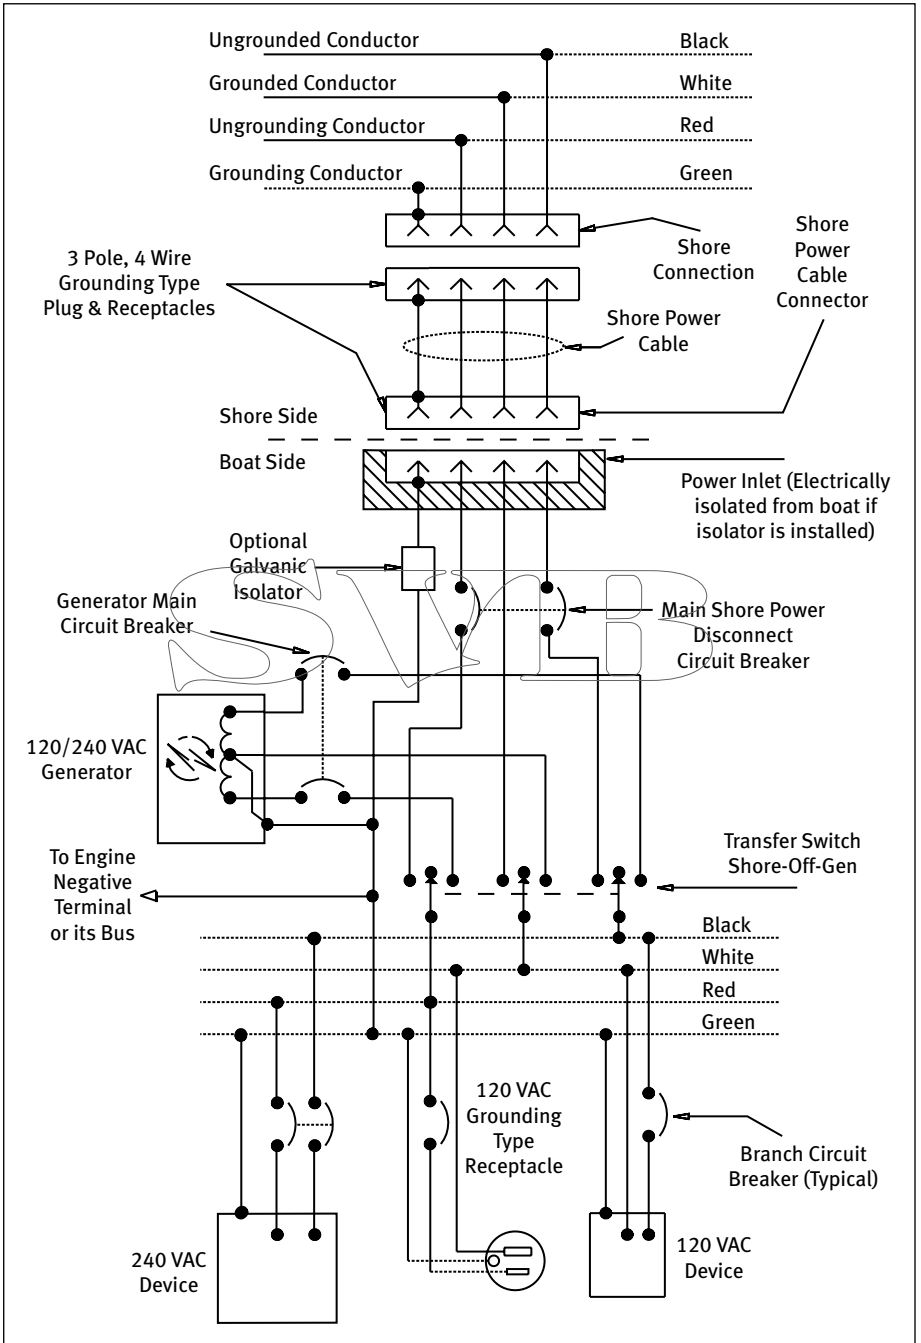 Ungrounded Conductor
Black
Grounded Conductor
White
Ungrounding Conductor
Red
Grounding Conductor
Green
3 Pole, 4 Wire
Grounding Type
Plug & Receptacles
Shore
Connection
Shore
Power
Cable
Connector
Shore Power
Cable
Shore Side
Boat Side
Power Inlet (Electrically
isolated from boat if
isolator is installed)
Optional
Galvanic
Isolator
SVB
Generator Main
Circuit Breaker
Main Shore Power
Disconnect
Circuit Breaker
120/240 VAC
Generator
To Engine
Negative
Terminal
or its Bus
Transfer Switch
Shore-Off-Gen
Black
White
Red
Green
120 VAC
Grounding
Type
Receptacle
Branch Circuit
Breaker (Typical)
240 VAC
Device
120 VAC
Device